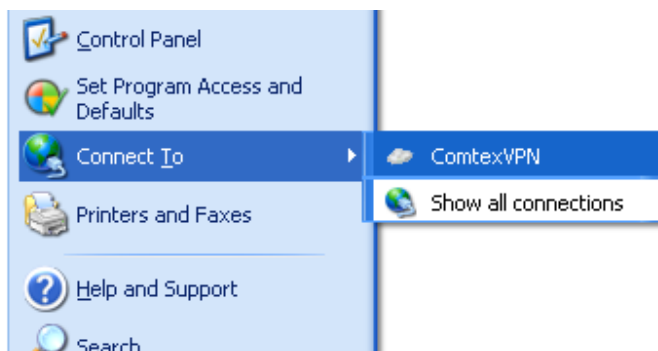 Control Panel
Set Program Access and
Defaults
Connect To
ComtexVPN
Show all connections
Printers and Faxes
Help and Support
Search